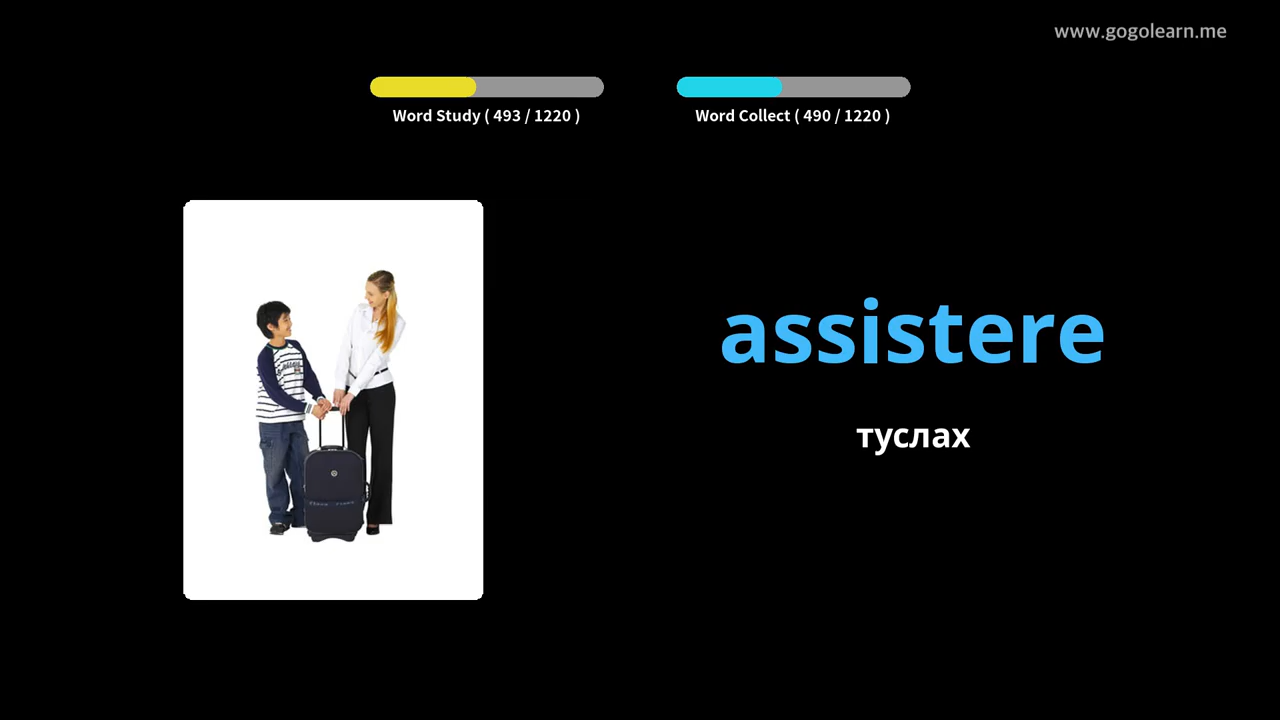 www.gogolearn.me
Word Study ( 493 / 1220 )
Word Collect ( 490 / 1220 )
assistere
туслах